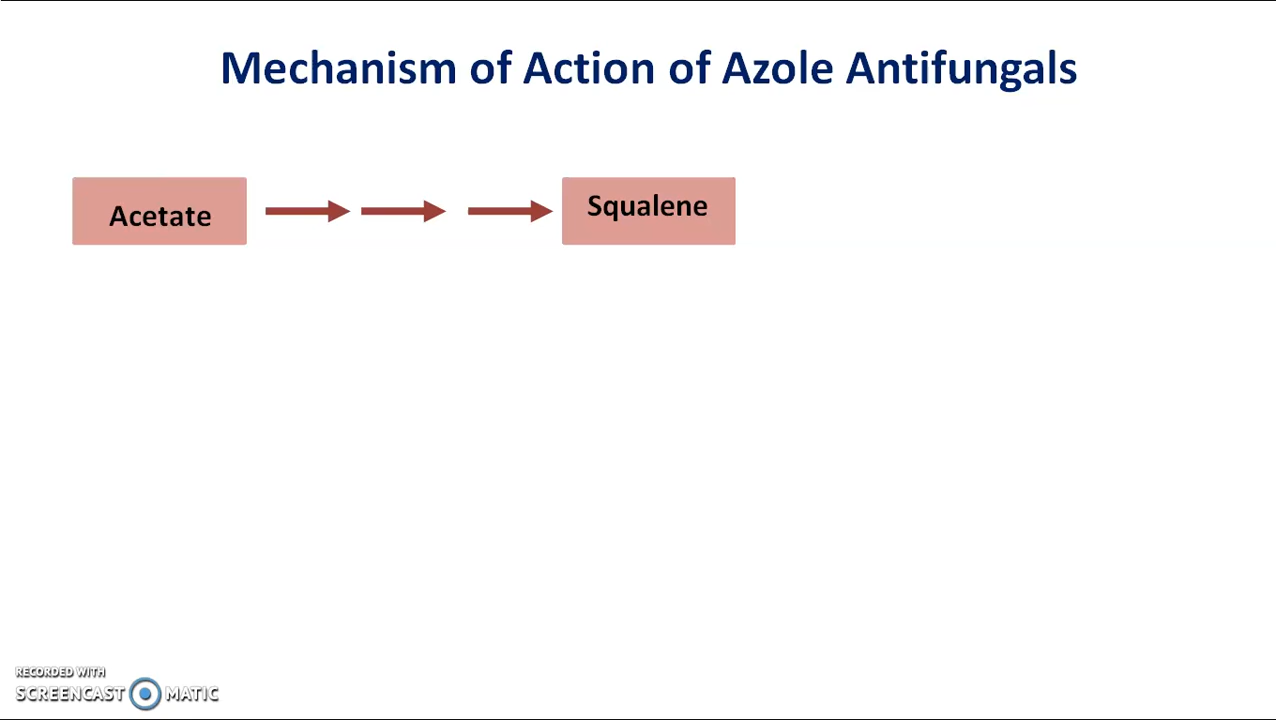 Mechanism of Action of Azole Antifungals
Acetate
Squalene
RECORDED WITH
SCREENCAST MATIC